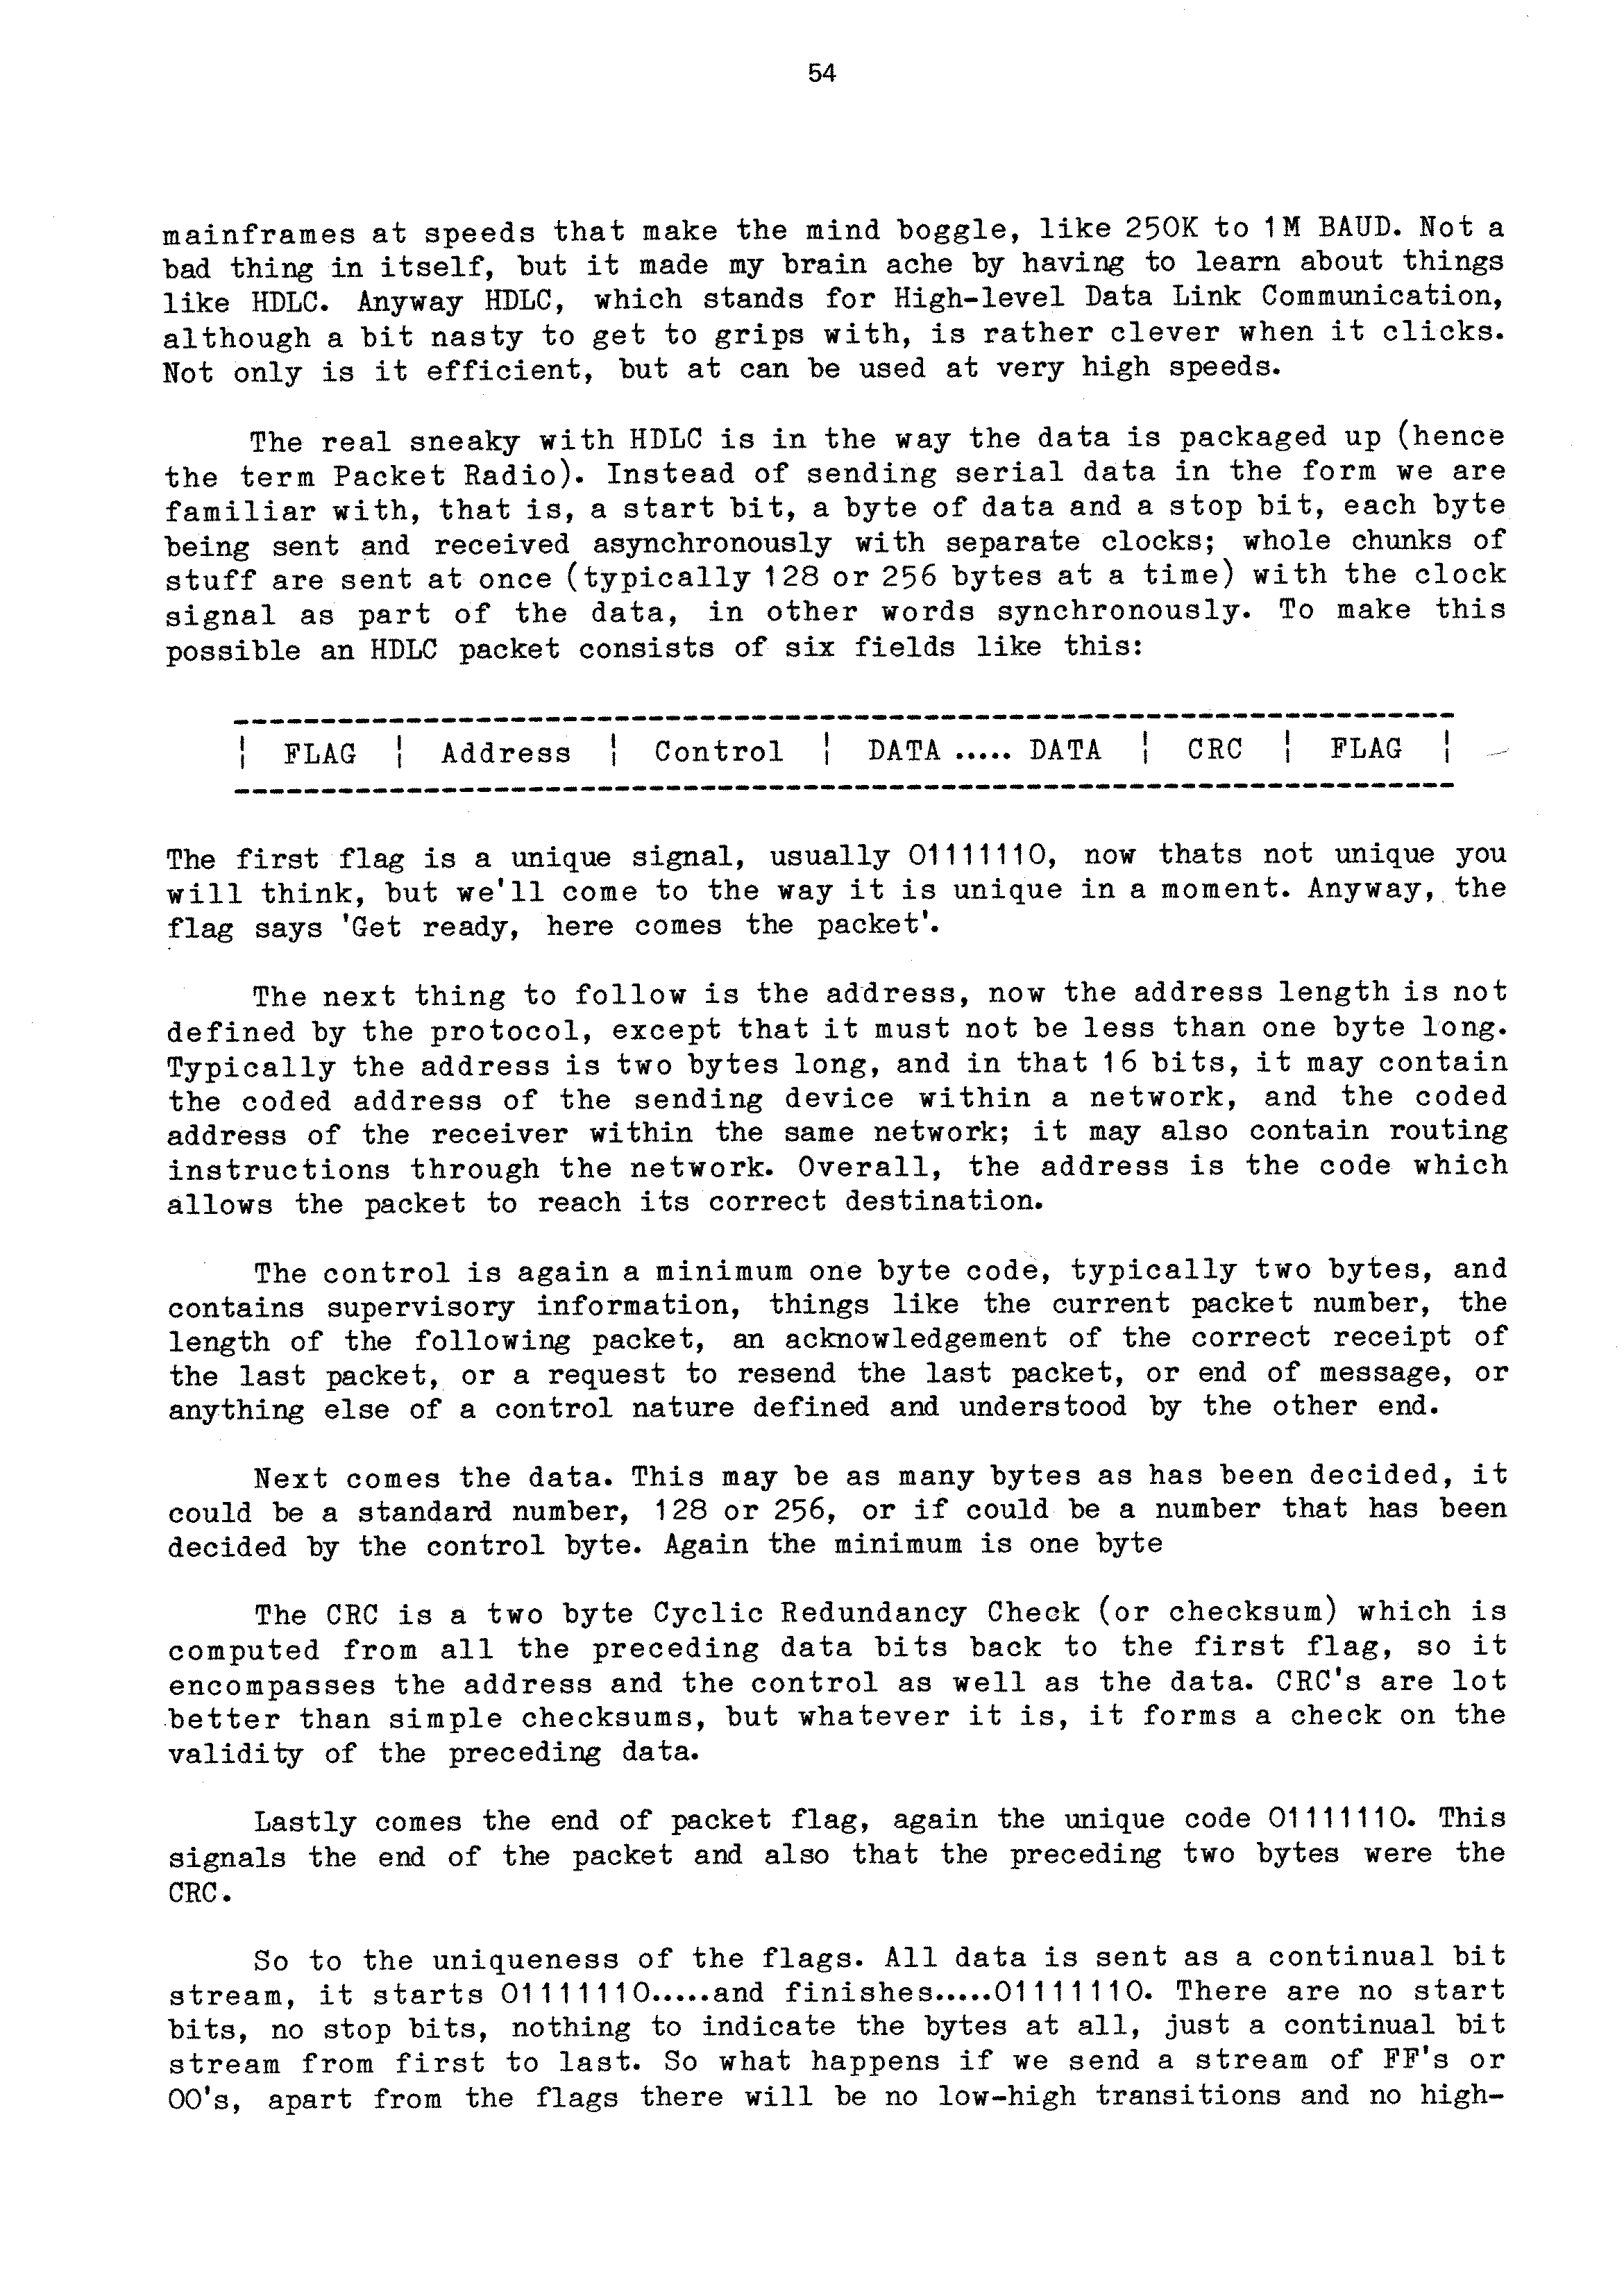 54
mainframes at speeds that make the mind boggle, like 250K to 1M BAUD. Not a
bad thing in itself, but it made my brain ache by having to learn about things
like HDLC. Anyway HDLC, which stands for High-level Data Link Communication,
although a bit nasty to get to grips with, is rather clever when it clicks.
Not only is it efficient, but at can be used at very high speeds.
The real sneaky with HDLC is in the way the data is packaged up (hence
the term Packet Radio). Instead of sending serial data in the form we are
familiar with, that is, a start bit, a byte of data and a stop bit, each byte
being sent and received asynchronously with separate clocks; whole chunks of
stuff are sent at once (typically 128 or 256 bytes at a time) with the clock
signal as part of the data, in other words synchronously. To make this
possible an HDLC packet consists of six fields like this:
¦ FLAG ¦ Address ¦ Control ¦ DATA ..... DATA ¦ CRC ¦ FLAG ¦
The first flag is a unique signal, usually 01111110, now thats not unique you
will think, but we'll come to the way it is unique in a moment. Anyway, the
flag says 'Get ready, here comes the packet'.
The next thing to follow is the address, now the address length is not
defined by the protocol, except that it must not be less than one byte long.
Typically the address is two bytes long, and in that 16 bits, it may contain
the coded address of the sending device within a network, and the coded
address of the receiver within the same network; it may also contain routing
instructions through the network. Overall, the address is the code which
allows the packet to reach its correct destination.
The control is again a minimum one byte code, typically two bytes, and
contains supervisory information, things like the current packet number, the
length of the following packet, an acknowledgement of the correct receipt of
the last packet, or a request to resend the last packet, or end of message, or
anything else of a control nature defined and understood by the other end.
Next comes the data. This may be as many bytes as has been decided, it
could be a standard number, 128 or 256, or if could be a number that has been
decided by the control byte. Again the minimum is one byte
The CRC is a two byte Cyclic Redundancy Check (or checksum) which is
computed from all the preceding data bits back to the first flag, so it
encompasses the address and the control as well as the data. CRC's are lot
better than simple checksums, but whatever it is, it forms a check on the
validity of the preceding data.
Lastly comes the end of packet flag, again the unique code 01111110. This
signals the end of the packet and also that the preceding two bytes were the
CRC.
So to the uniqueness of the flags. All data is sent as a continual bit
stream, it starts 01111110.....and finishes.....01111110. There are no start
bits, no stop bits, nothing to indicate the bytes at all, just a continual bit
stream from first to last. So what happens if we send a stream of FF's or
00's, apart from the flags there will be no low-high transitions and no high-